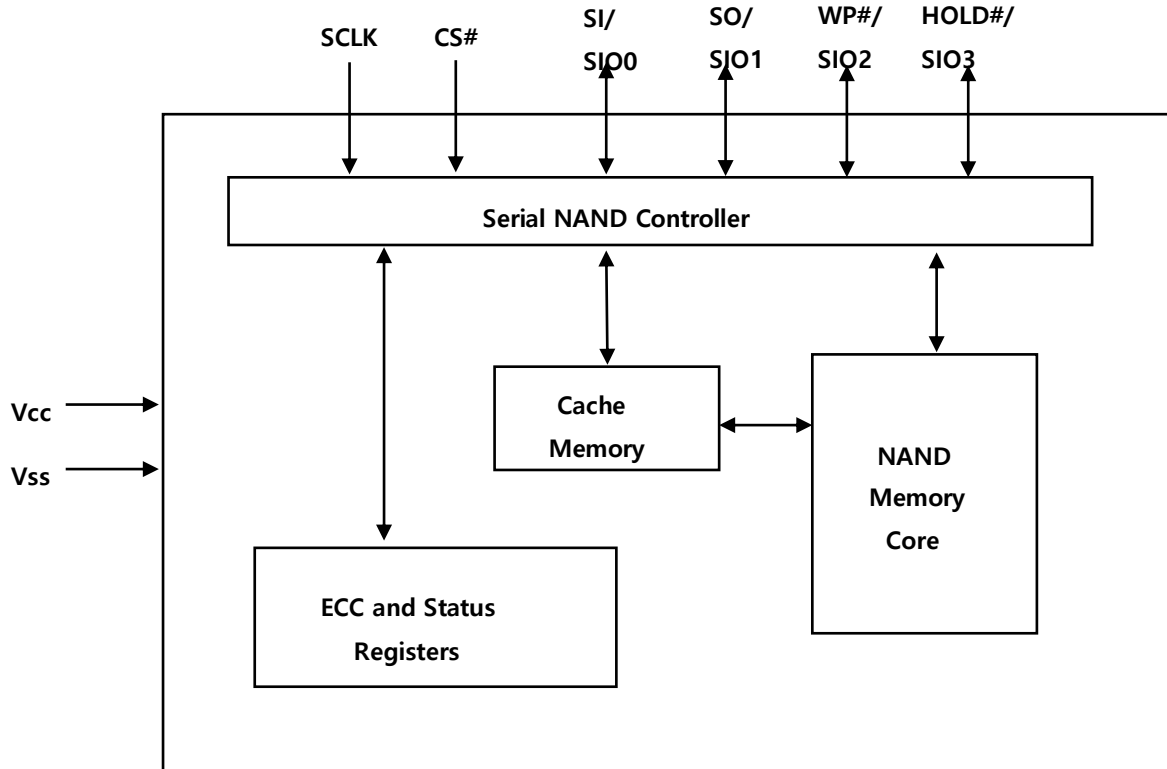 SCLK
CS#
SI/
SIO0
SO/
SIO1
WP#/
SIO2
HOLD#/
SIO3
Serial NAND Controller
Vcc
Vss
Cache
Memory
NAND
Memory
Core
ECC and Status
Registers